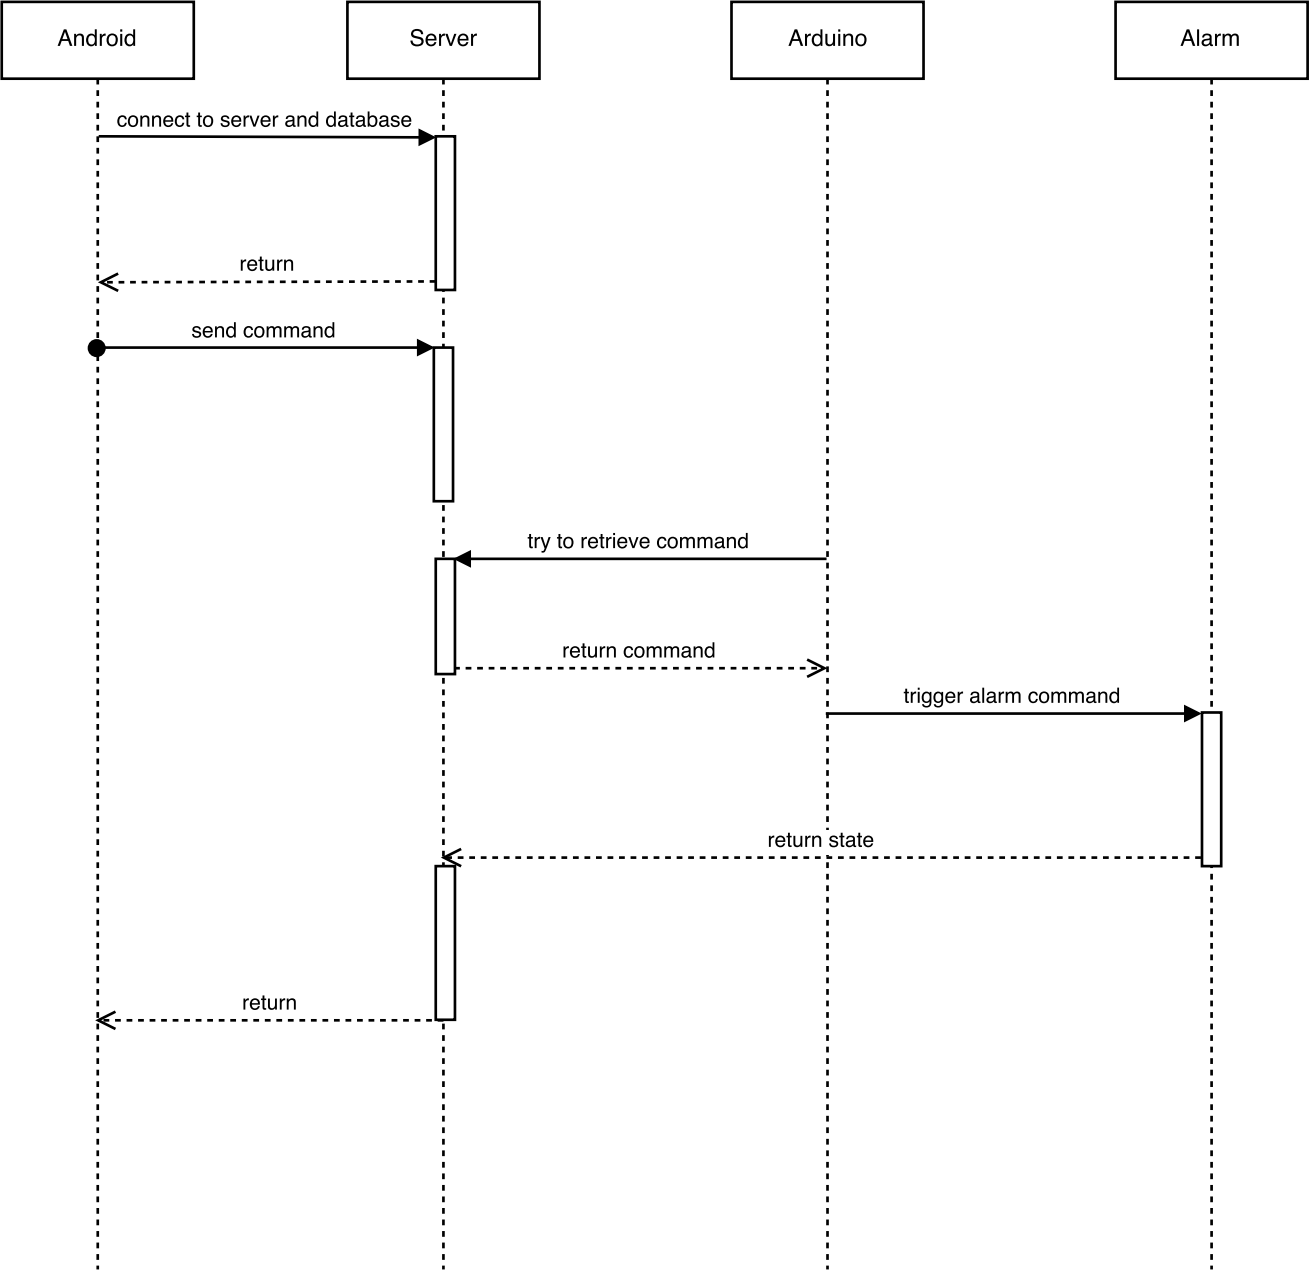 Android
Server
Arduino
Alarm
connect to server and database
return
send command
try to retrieve command
return command
trigger alarm command
return state
return